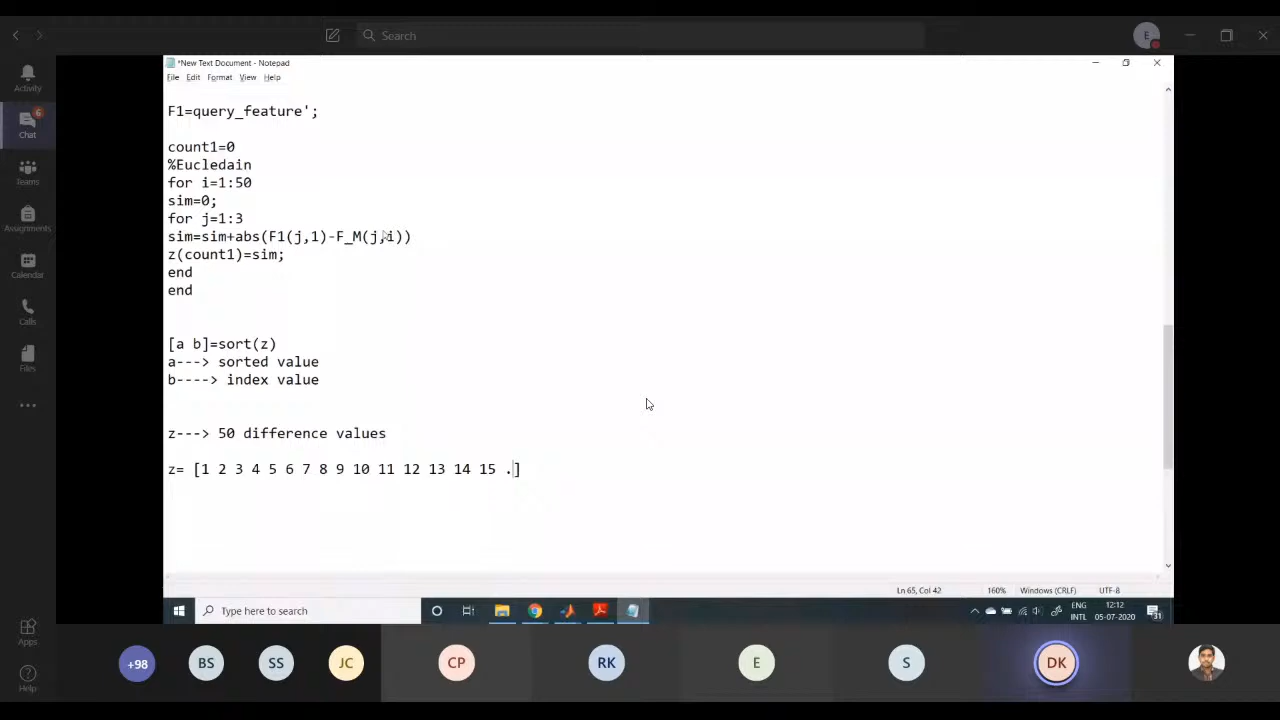 Search
E
Activity
6
Chat
Teams
Assignments
Calendar
Calls
Files
Apps
Help
*New Text Document - Notepad
File Edit Format View Help
F1=query_feature';
count1=0
%Eucledain
for i=1:50
sim=0;
for j=1:3
sim=sim+abs(F1(j,1)-F_M(j,i))
z(count1)=sim;
end
end
[a b]=sort(z)
a---> sorted value
b----> index value
z---> 50 difference values
z= [1 2 3 4 5 6 7 8 9 10 11 12 13 14 15 .]
Ln 65, Col 42 160% Windows (CRLF) UTF-8
Type here to search
ENG
INTL
12:12
05-07-2020
31
+98 BS SS JC CP RK E S DK